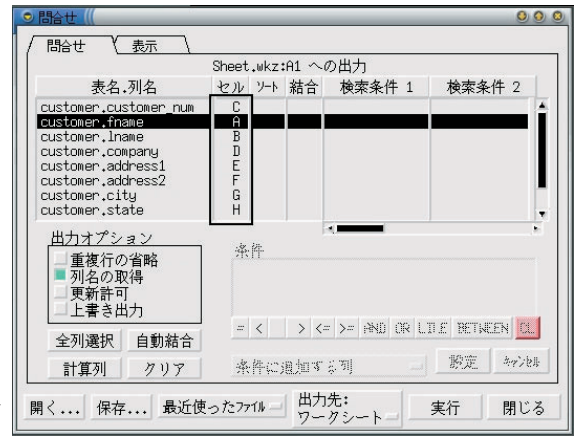 問合せ
問合せ 表示
Sheet.wkz:A1 への出力
表名.列名 セル ソート 結合 検索条件 1 検索条件 2
customer.customer_num C
customer.fname A
customer.lname B
customer.company D
customer.address1 E
customer.address2 F
customer.city G
customer.state H
出力オプション
条件
重複行の省略
列名の取得
更新許可
上書き出力
= < > <= >= AND OR LIKE BETWEEN CL
全列選択 自動結合
計算列 クリア 条件に追加する列 設定 キャンセル
開く... 保存... 最近使ったファイル 出力先: ワークシート 実行 閉じる